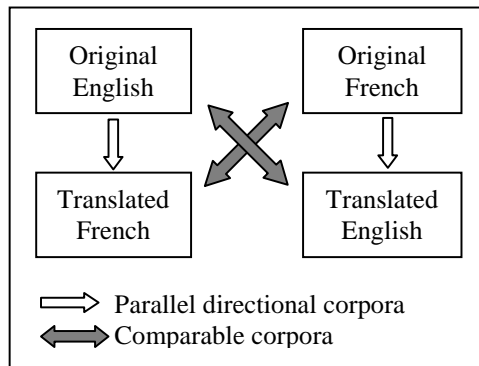 Original
English
Original
French
Translated
French
Translated
English
Parallel directional corpora
Comparable corpora